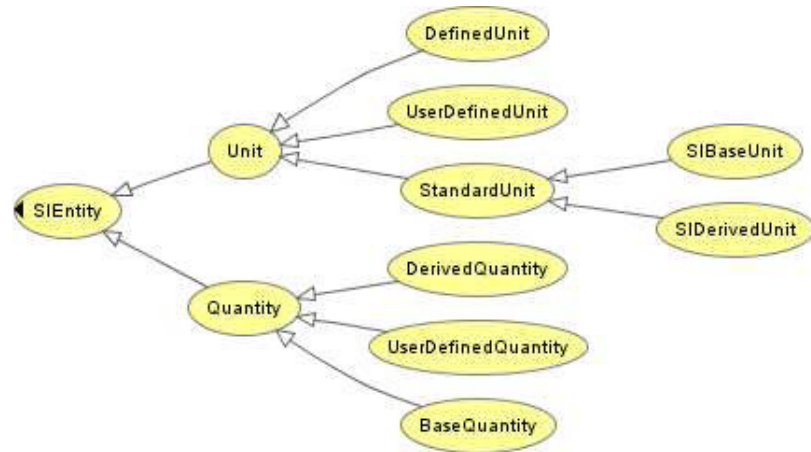 DefinedUnit
UserDefinedUnit
Unit
SIBaseUnit
StandardUnit
SIEntity
SIDerivedUnit
DerivedQuantity
Quantity
UserDefinedQuantity
BaseQuantity